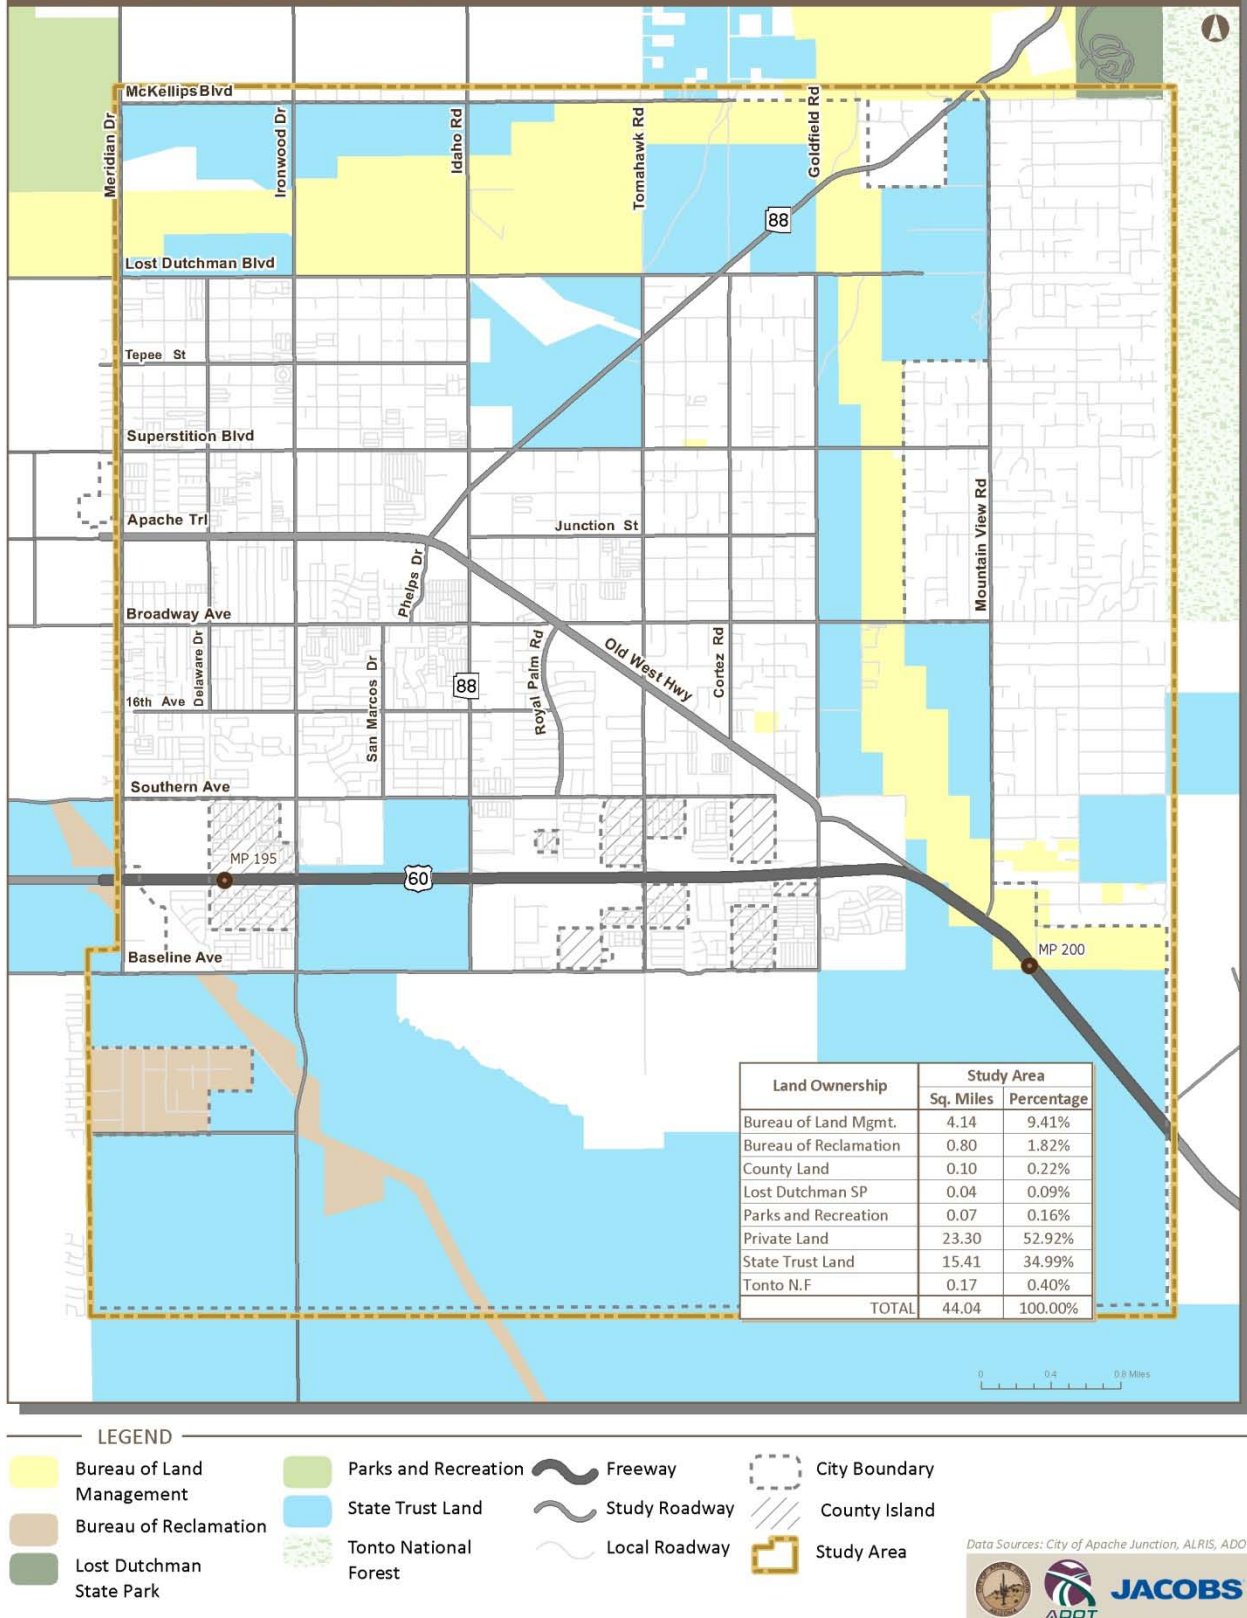 McKellips Blvd
Meridian Dr
Ironwood Dr
Idaho Rd
Tomahawk Rd
Goldfield Rd
88
Lost Dutchman Blvd
Tepee St
Superstition Blvd
Apache Trl
Junction St
Mountain View Rd
Phelps Dr
Broadway Ave
Delaware Dr
San Marcos Dr
88
Royal Palm Rd
Old West Hwy
Cortez Rd
16th Ave
Southern Ave
MP 195
60
Baseline Ave
MP 200
Land Ownership Study Area
Sq. Miles Percentage
Bureau of Land Mgmt. 4.14 9.41%
Bureau of Reclamation 0.80 1.82%
County Land 0.10 0.22%
Lost Dutchman SP 0.04 0.09%
Parks and Recreation 0.07 0.16%
Private Land 23.30 52.92%
State Trust Land 15.41 34.99%
Tonto N.F 0.17 0.40%
TOTAL 44.04 100.00%
0 0.4 0.8 Miles
LEGEND
Bureau of Land
Management
Bureau of Reclamation
Lost Dutchman
State Park
Parks and Recreation
State Trust Land
Tonto National
Forest
Freeway
Study Roadway
Local Roadway
City Boundary
County Island
Study Area
Data Sources: City of Apache Junction, ALRIS, ADO
ADOT
JACOBS